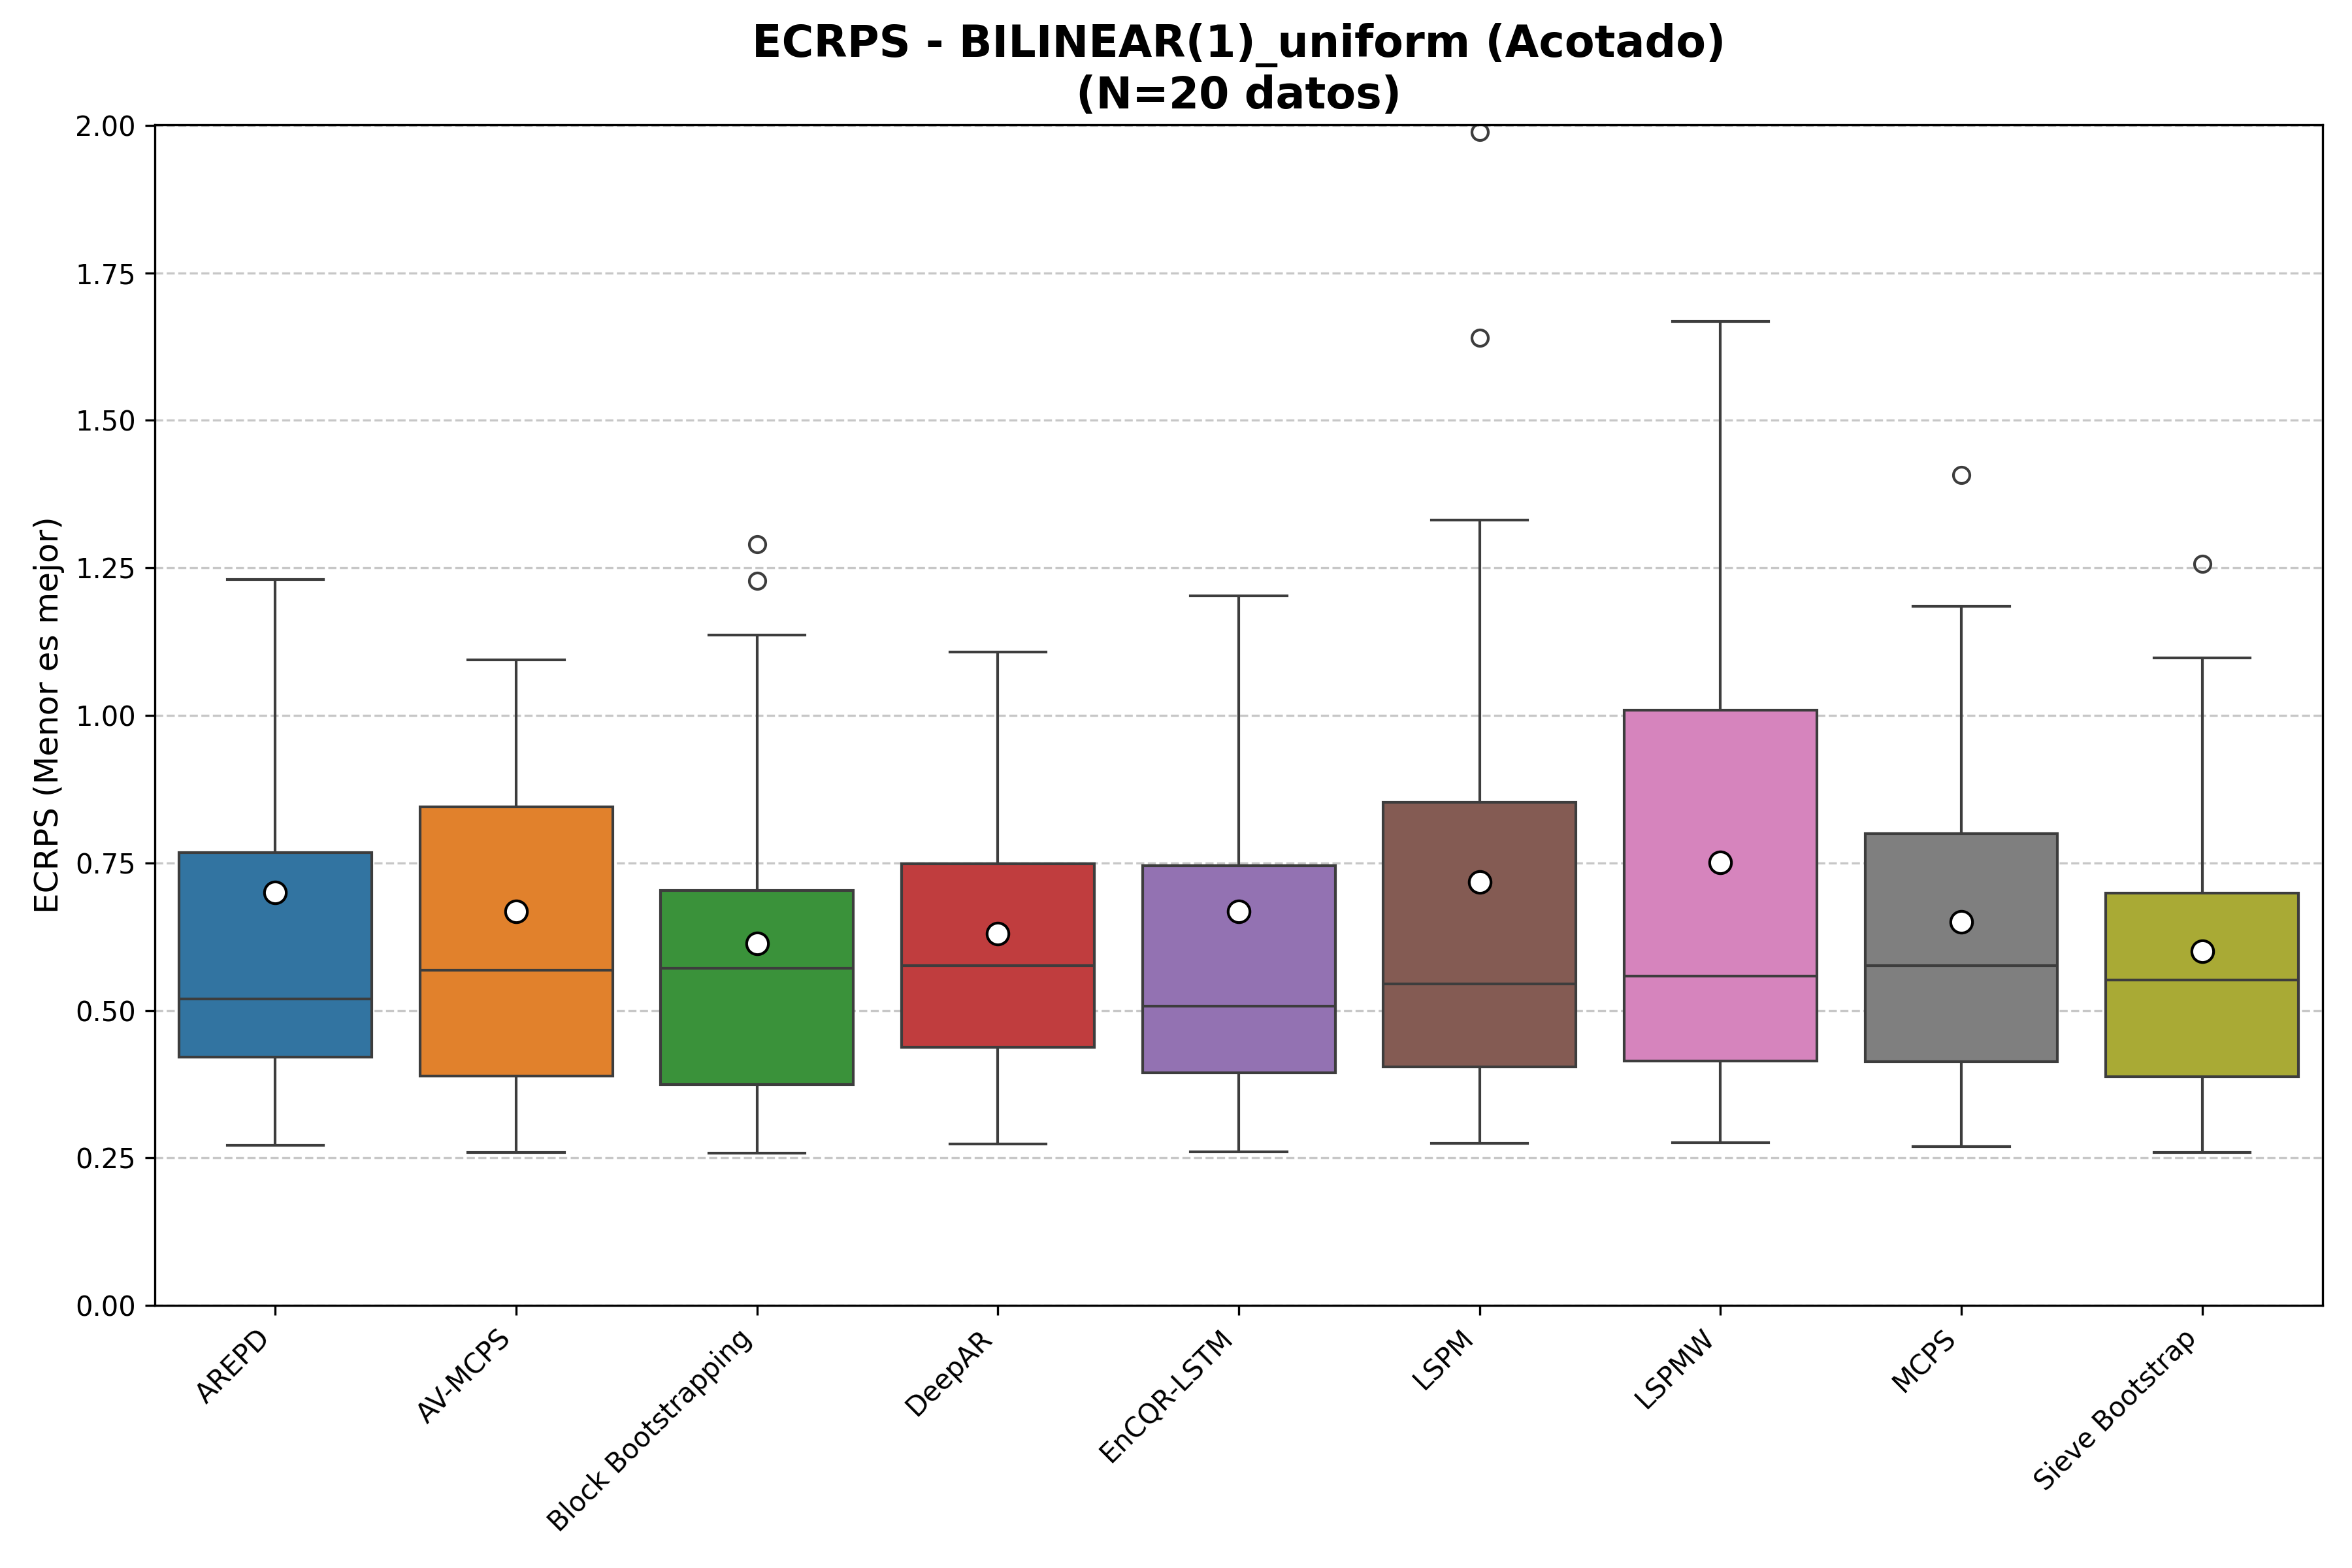 ECRPS - BILINEAR(1)_uniform (Acotado)
(N=20 datos)
ECRPS (Menor es mejor)
2.00
1.75
1.50
1.25
1.00
0.75
0.50
0.25
0.00
AREPD
AV-MCPS
Block Bootstrapping
DeepAR
EnCQR-LSTM
LSPM
LSPMW
MCPS
Sieve Bootstrap